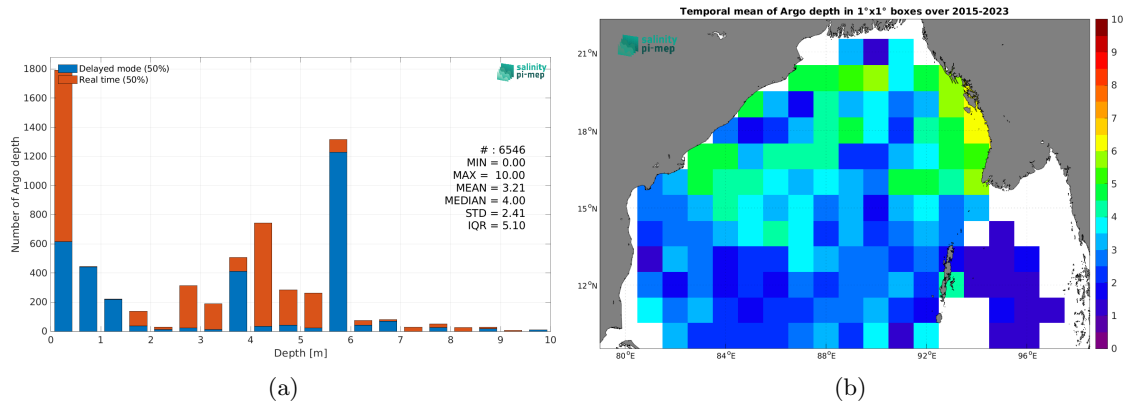 Delayed mode (50%)
Real time (50%)
salinity
pi-mep
# : 6546
MIN = 0.00
MAX = 10.00
MEAN = 3.21
MEDIAN = 4.00
STD = 2.41
IQR = 5.10
Number of Argo depth
1800
1600
1400
1200
1000
800
600
400
200
0
0 1 2 3 4 5 6 7 8 9 10
Depth [m]
(a)
Temporal mean of Argo depth in 1°x1° boxes over 2015-2023
salinity
pi-mep
21°N
18°N
15°N
12°N
80°E 84°E 88°E 92°E 96°E
10
9
8
7
6
5
4
3
2
1
0
(b)